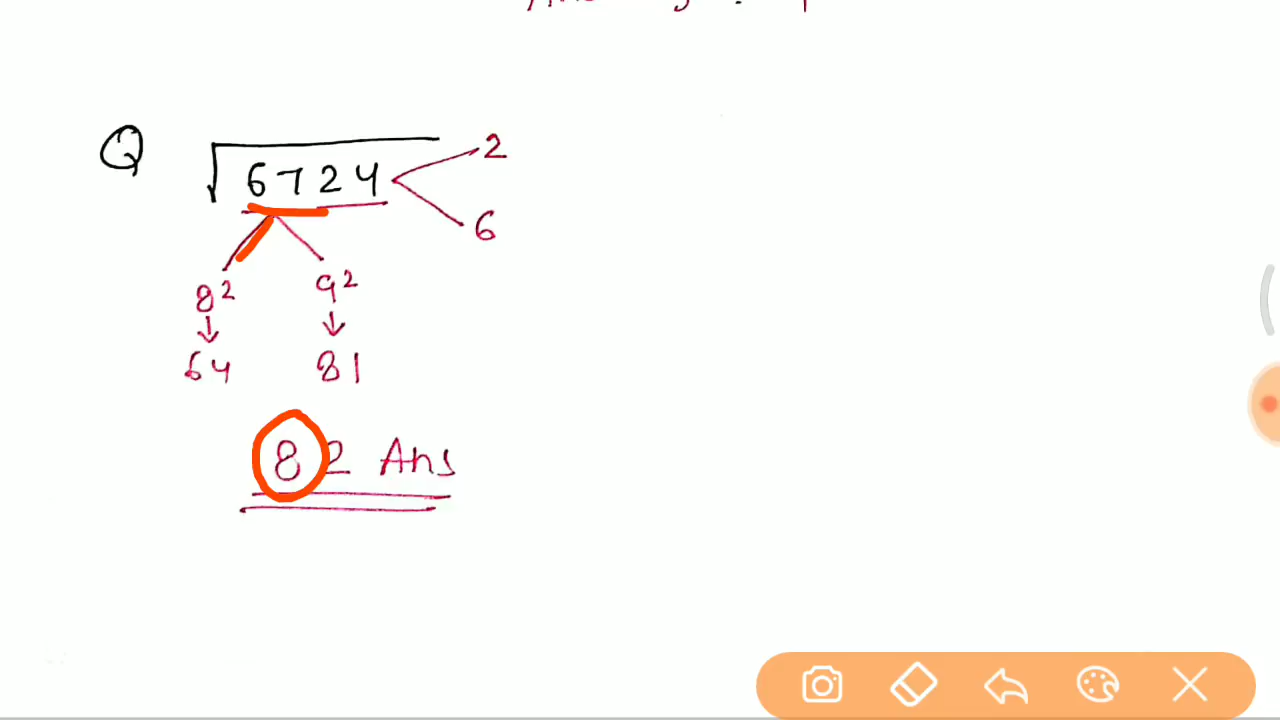 Q √6724 2
6
8² 9²
↓ ↓
64 81
82 Ans